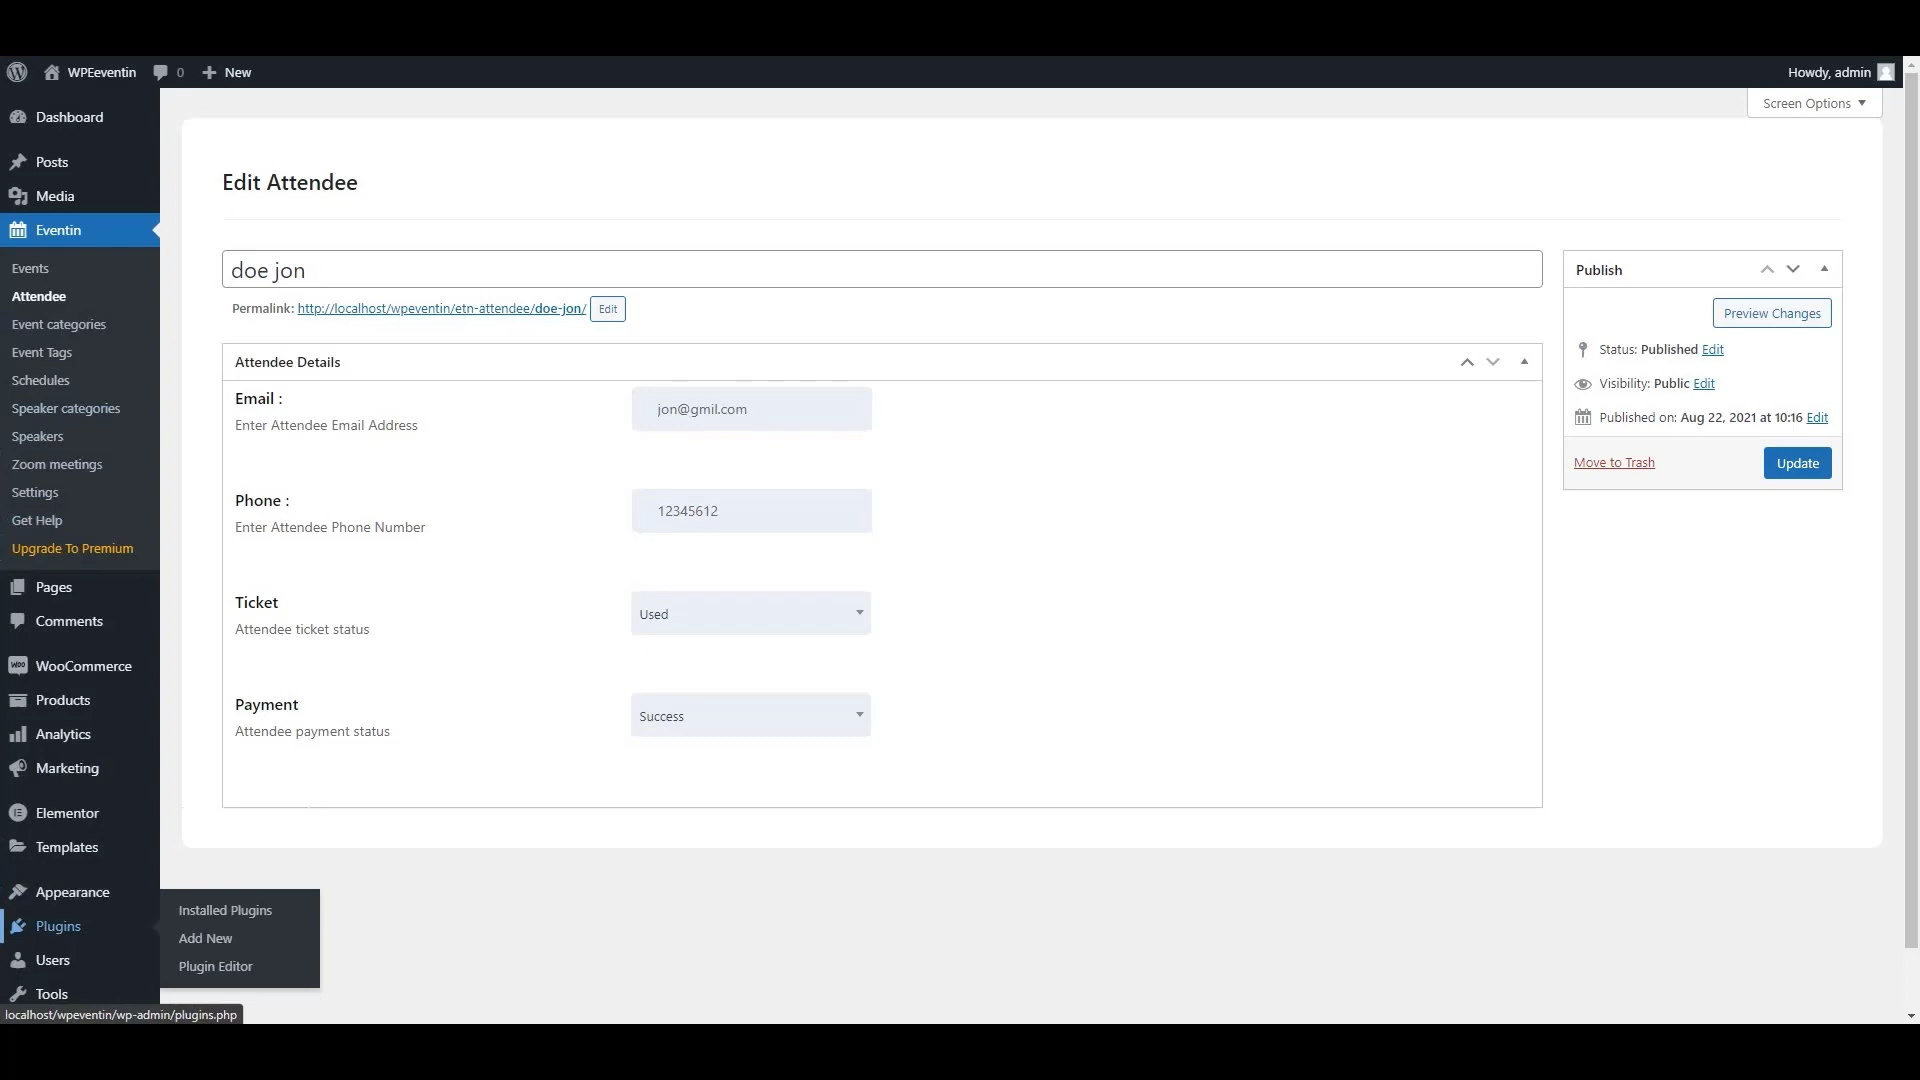 WPEeventin 0 New Howdy, admin
Screen Options
Dashboard
Posts
Media
Eventin
Events
Attendee
Event categories
Event Tags
Schedules
Speaker categories
Speakers
Zoom meetings
Settings
Get Help
Upgrade To Premium
Pages
Comments
WOO WooCommerce
Products
Analytics
Marketing
Elementor
Templates
Appearance
Plugins
Users
Tools
Installed Plugins
Add New
Plugin Editor
localhost/wpeventin/wp-admin/plugins.php
Edit Attendee
doe jon
Permalink: http://localhost/wpeventin/etn-attendee/doe-jon/ Edit
Attendee Details
Email : jon@gmil.com
Enter Attendee Email Address
Phone : 12345612
Enter Attendee Phone Number
Ticket Used
Attendee ticket status
Payment Success
Attendee payment status
Publish
Preview Changes
Status: Published Edit
Visibility: Public Edit
Published on: Aug 22, 2021 at 10:16 Edit
Move to Trash Update